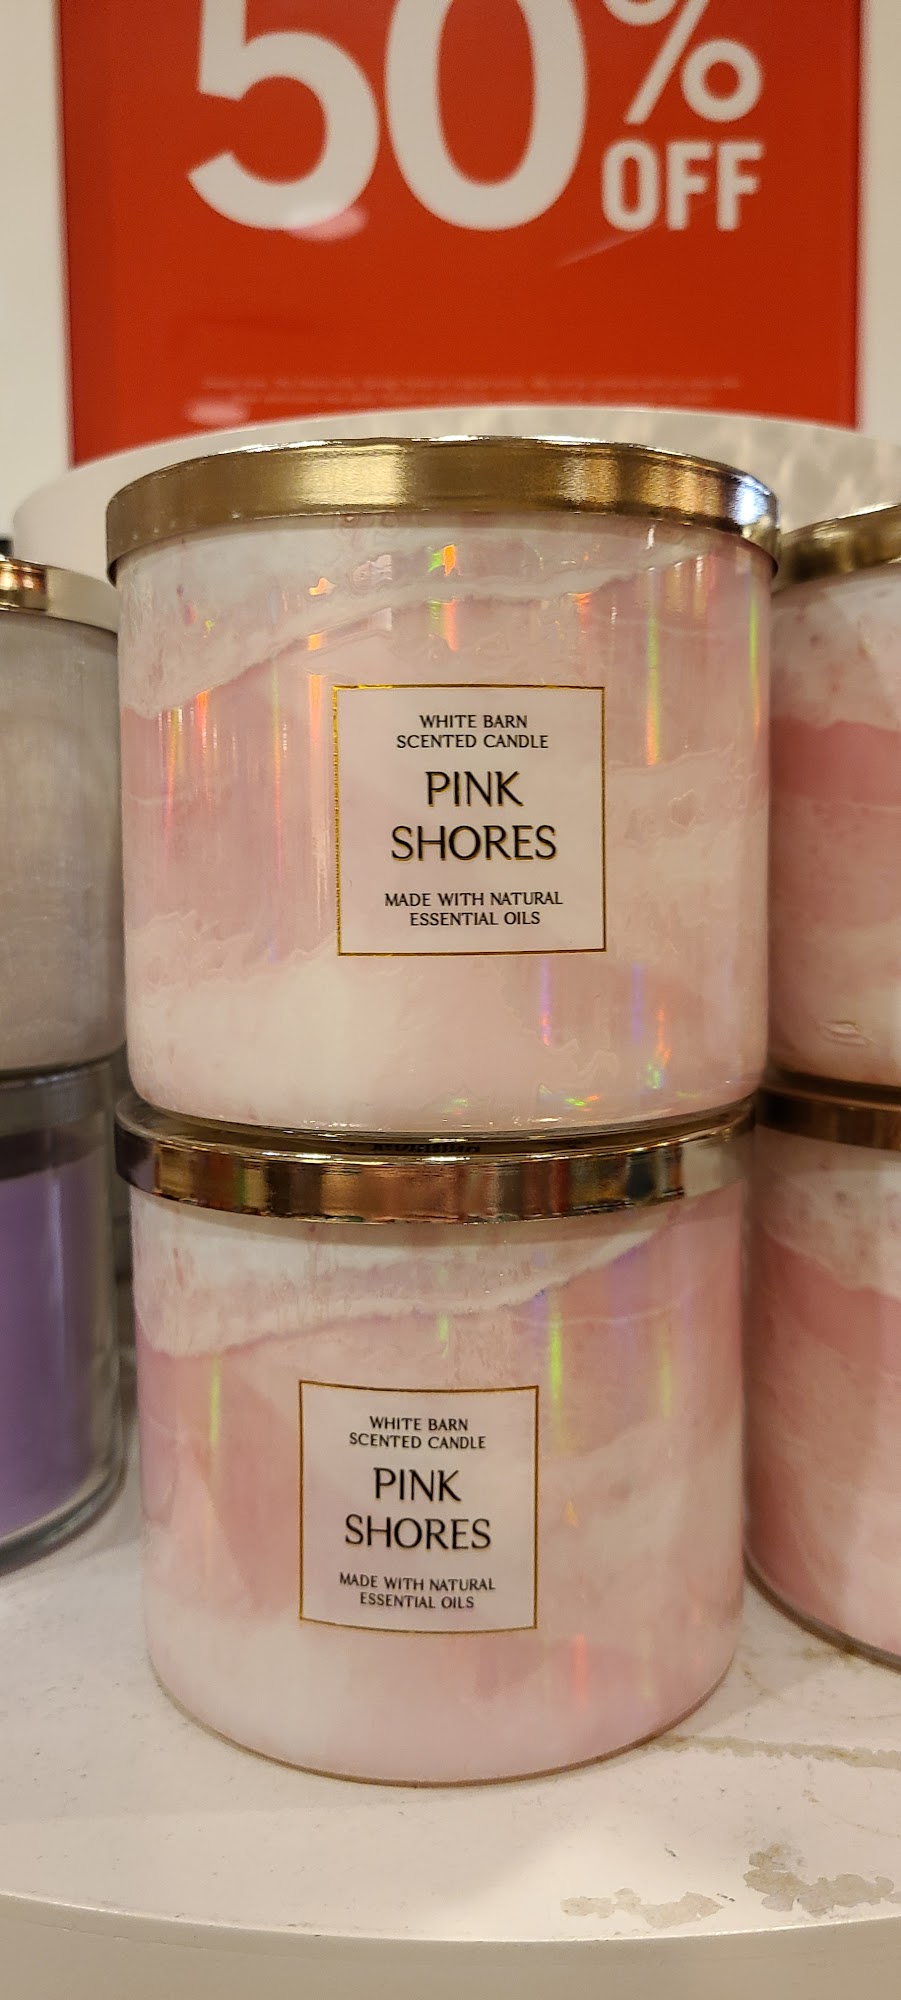 50%
OFF
WHITE BARN
SCENTED CANDLE
PINK
SHORES
MADE WITH NATURAL
ESSENTIAL OILS
WHITE BARN
SCENTED CANDLE
PINK
SHORES
MADE WITH NATURAL
ESSENTIAL OILS